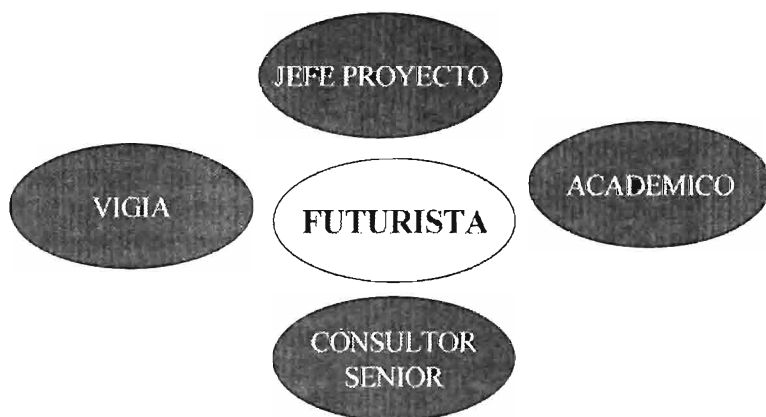 JEFE PROYECTO
VIGIA
FUTURISTA
ACADEMICO
CONSULTOR
SENIOR